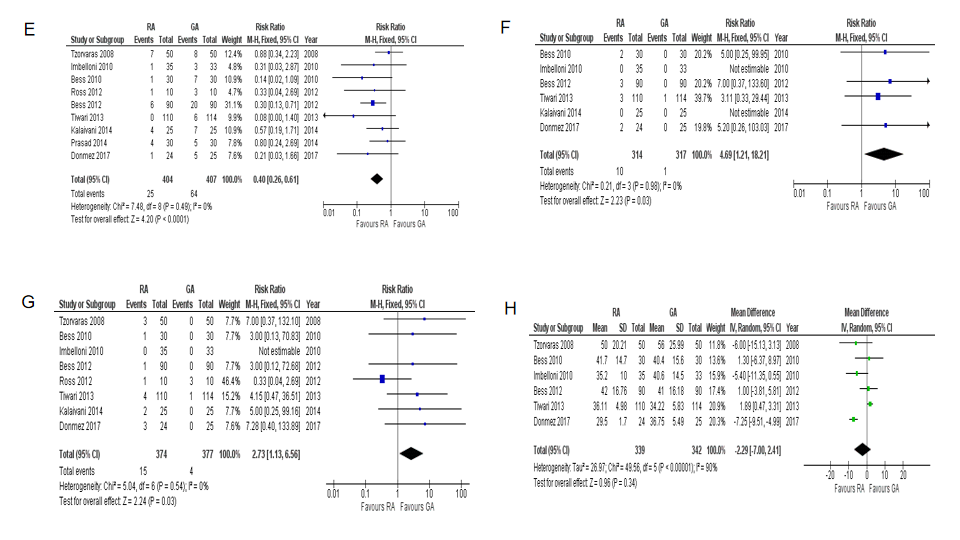 E
RA GA Risk Ratio Risk Ratio
Study or Subgroup Events Total Events Total Weight M-H, Fixed, 95% CI Year M-H, Fixed, 95% CI
Tzorvaras 2008 7 50 8 50 12.4% 0.88 [0.34, 2.23] 2008
Imbelloni 2010 1 35 3 33 4.8% 0.31 [0.03, 2.87] 2010
Bess 2010 1 30 7 30 10.9% 0.14 [0.02, 1.09] 2010
Ross 2012 1 10 3 10 4.7% 0.33 [0.04, 2.69] 2012
Bess 2012 6 90 20 90 31.1% 0.30 [0.13, 0.71] 2012
Tiwari 2013 0 110 6 114 9.9% 0.08 [0.00, 1.40] 2013
Kalaivani 2014 4 25 7 25 10.9% 0.57 [0.19, 1.71] 2014
Prasad 2014 4 30 5 30 7.8% 0.80 [0.24, 2.69] 2014
Donmez 2017 1 24 5 25 7.6% 0.21 [0.03, 1.66] 2017
Total (95% CI) 404 407 100.0% 0.40 [0.26, 0.61]
Total events 25 64
Heterogeneity: Chi² = 7.48, df = 8 (P = 0.49); I² = 0%
Test for overall effect: Z = 4.20 (P < 0.0001)
0.01 0.1 1 10 100
Favours RA Favours GA
F
RA GA Risk Ratio Risk Ratio
Study or Subgroup Events Total Events Total Weight M-H, Fixed, 95% CI Year M-H, Fixed, 95% CI
Bess 2010 2 30 0 30 20.2% 5.00 [0.25, 99.95] 2010
Imbelloni 2010 0 35 0 33 Not estimable 2010
Bess 2012 3 90 0 90 20.2% 7.00 [0.37, 133.60] 2012
Tiwari 2013 3 110 1 114 39.7% 3.11 [0.33, 29.44] 2013
Kalaivani 2014 0 25 0 25 Not estimable 2014
Donmez 2017 2 24 0 25 19.8% 5.20 [0.26, 103.03] 2017
Total (95% CI) 314 317 100.0% 4.69 [1.21, 18.21]
Total events 10 1
Heterogeneity: Chi² = 0.21, df = 3 (P = 0.98); I² = 0%
Test for overall effect: Z = 2.23 (P = 0.03)
0.01 0.1 1 10 100
Favours RA Favours GA
G
RA GA Risk Ratio Risk Ratio
Study or Subgroup Events Total Events Total Weight M-H, Fixed, 95% CI Year M-H, Fixed, 95% CI
Tzorvaras 2008 3 50 0 50 7.7% 7.00 [0.37, 132.10] 2008
Bess 2010 1 30 0 30 7.7% 3.00 [0.13, 70.83] 2010
Imbelloni 2010 0 35 0 33 Not estimable 2010
Bess 2012 1 90 0 90 7.7% 3.00 [0.12, 72.68] 2012
Ross 2012 1 10 3 10 46.4% 0.33 [0.04, 2.69] 2012
Tiwari 2013 4 110 1 114 15.2% 4.15 [0.47, 36.51] 2013
Kalaivani 2014 2 25 0 25 7.7% 5.00 [0.25, 99.16] 2014
Donmez 2017 3 24 0 25 7.6% 7.28 [0.40, 133.89] 2017
Total (95% CI) 374 377 100.0% 2.73 [1.13, 6.56]
Total events 15 4
Heterogeneity: Chi² = 5.04, df = 6 (P = 0.54); I² = 0%
Test for overall effect: Z = 2.24 (P = 0.03)
0.01 0.1 1 10 100
Favours RA Favours GA
H
RA GA Mean Difference Mean Difference
Study or Subgroup Mean SD Total Mean SD Total Weight IV, Random, 95% CI Year IV, Random, 95% CI
Tzorvaras 2008 50 20.21 50 56 25.99 50 11.8% -6.00 [-15.13, 3.13] 2008
Bess 2010 41.7 14.7 30 40.4 15.6 30 13.6% 1.30 [-6.37, 8.97] 2010
Imbelloni 2010 35.2 10 35 40.6 14.5 33 15.9% -5.40 [-11.35, 0.55] 2010
Bess 2012 42 16.76 90 41 16.18 90 17.4% 1.00 [-3.81, 5.81] 2012
Tiwari 2013 36.11 4.98 110 34.22 5.83 114 20.9% 1.89 [0.47, 3.31] 2013
Donmez 2017 29.5 1.7 24 36.75 5.49 25 20.4% -7.25 [-9.51, -4.99] 2017
Total (95% CI) 339 342 100.0% -2.29 [-7.00, 2.41]
Heterogeneity: Tau² = 26.97; Chi² = 49.56, df = 5 (P < 0.00001); I² = 90%
Test for overall effect: Z = 0.96 (P = 0.34)
-20 -10 0 10 20
Favours RA Favours GA